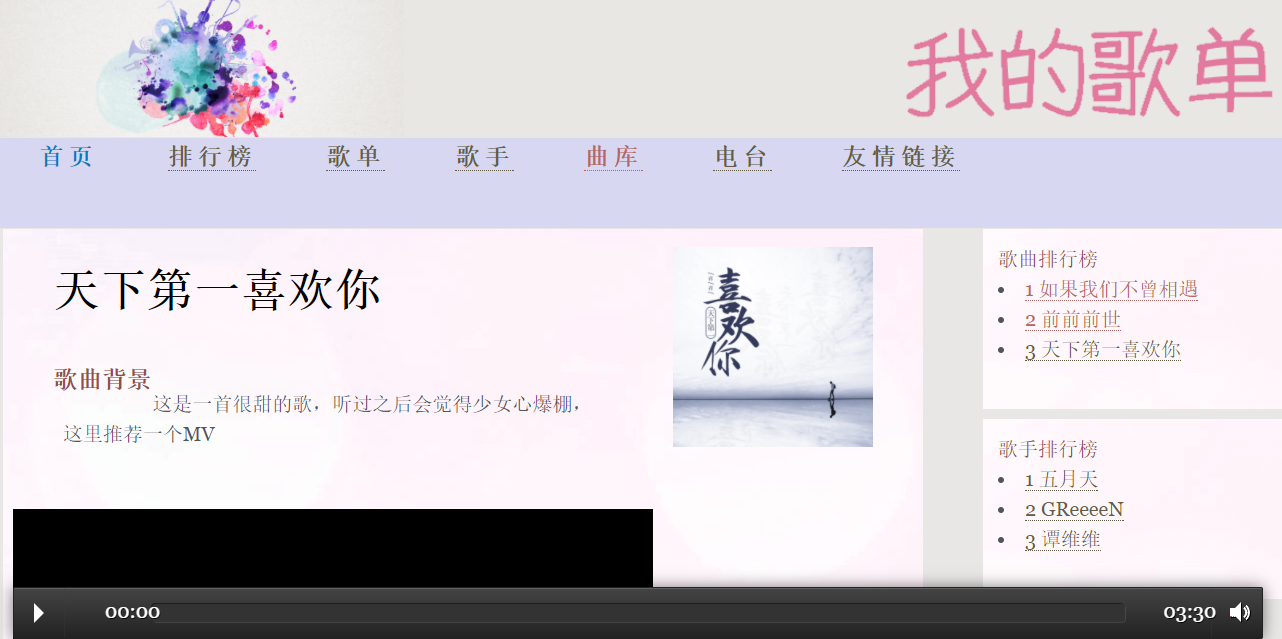 我的歌单
首页 排行榜 歌单 歌手 曲库 电台 友情链接
天下第一喜欢你
喜欢你
天下第一
歌曲背景
这是一首很甜的歌，听过之后会觉得少女心爆棚，
这里推荐一个MV
歌曲排行榜
1 如果我们不曾相遇
2 前前前世
3 天下第一喜欢你
歌手排行榜
1 五月天
2 GReeeeN
3 谭维维
00:00 03:30